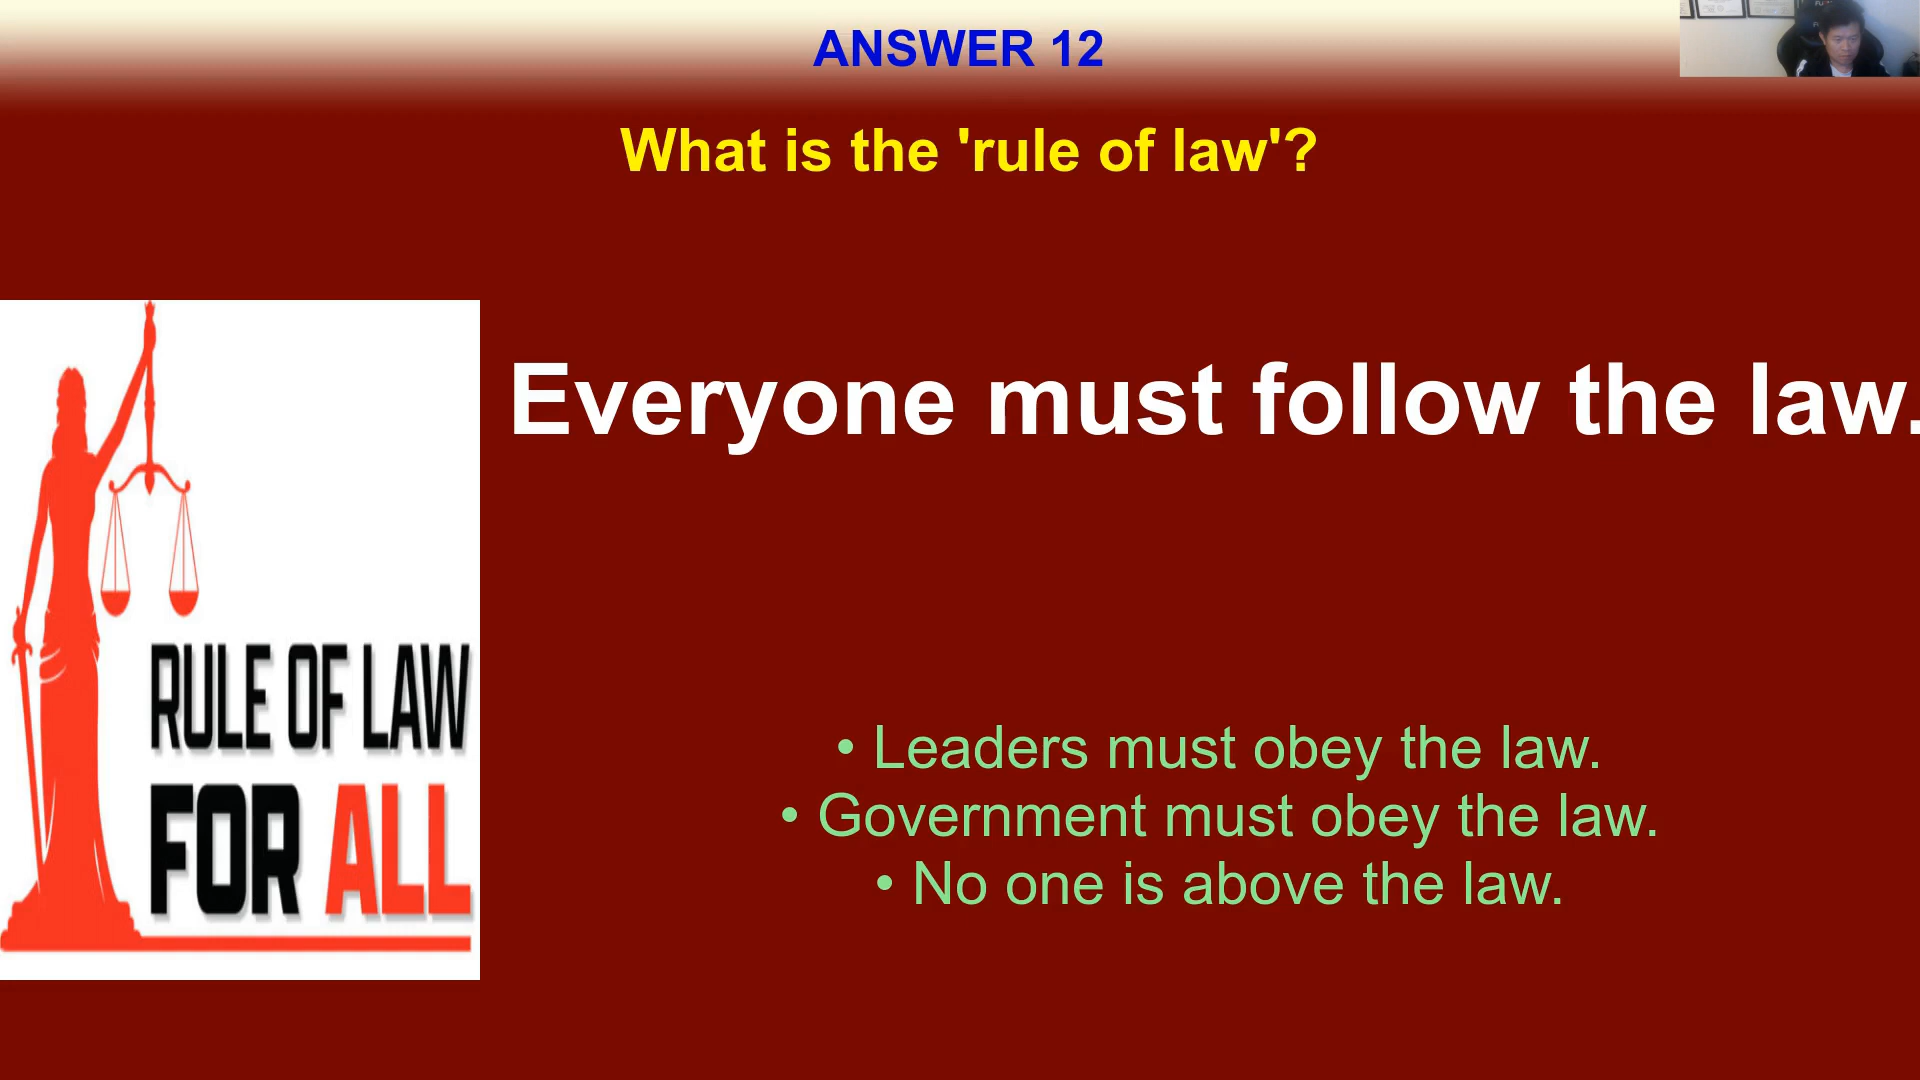 ANSWER 12
What is the 'rule of law'?
Everyone must follow the law.
RULE OF LAW
FOR ALL
• Leaders must obey the law.
• Government must obey the law.
• No one is above the law.